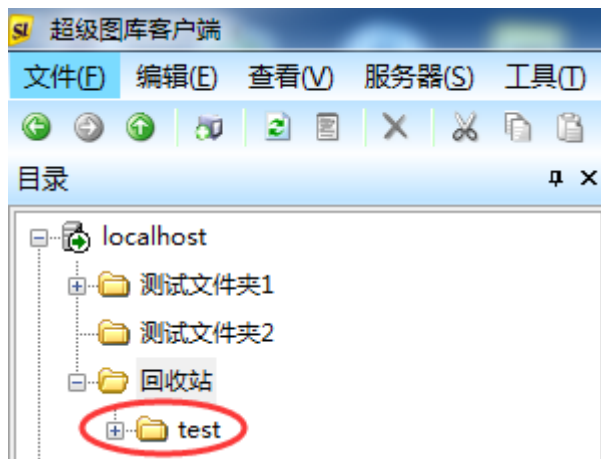 SL 超级图库客户端
文件(F) 编辑(E) 查看(V) 服务器(S) 工具(T)
目录
localhost
测试文件夹1
测试文件夹2
回收站
test